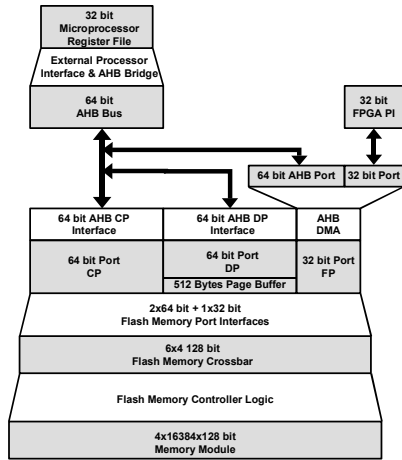 32 bit
Microprocessor
Register File
External Processor
Interface & AHB Bridge
64 bit
AHB Bus
32 bit
FPGA PI
64 bit AHB Port
32 bit Port
64 bit AHB CP
Interface
64 bit AHB DP
Interface
AHB
DMA
64 bit Port
CP
64 bit Port
DP
512 Bytes Page Buffer
32 bit Port
FP
2x64 bit + 1x32 bit
Flash Memory Port Interfaces
6x4 128 bit
Flash Memory Crossbar
Flash Memory Controller Logic
4x16384x128 bit
Memory Module